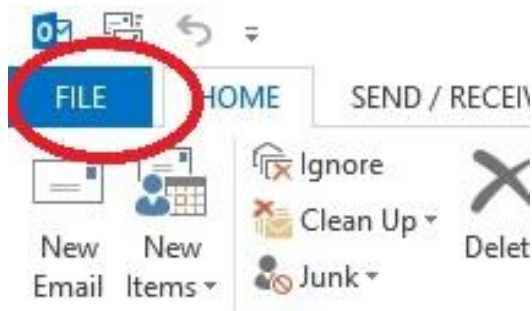 FILE HOME SEND / RECEIV
Ignore
Clean Up
Delet
New New
Email Items
Junk